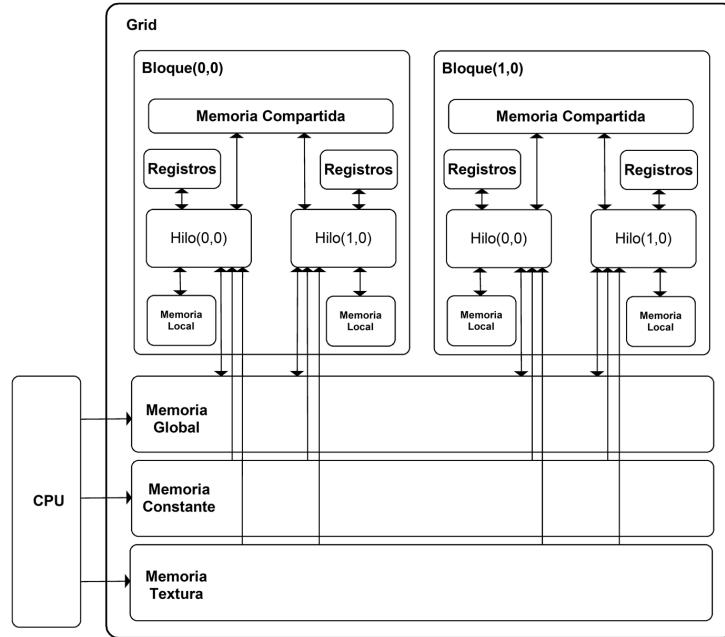 Grid
Bloque(0,0)
Memoria Compartida
Registros
Registros
Hilo(0,0)
Hilo(1,0)
Memoria
Local
Memoria
Local
Bloque(1,0)
Memoria Compartida
Registros
Registros
Hilo(0,0)
Hilo(1,0)
Memoria
Local
Memoria
Local
CPU
Memoria
Global
Memoria
Constante
Memoria
Textura